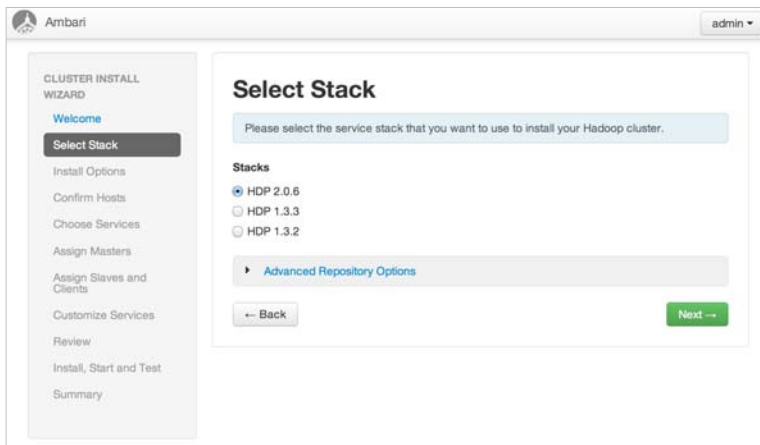 Ambari
admin
CLUSTER INSTALL
WIZARD
Welcome
Select Stack
Install Options
Confirm Hosts
Choose Services
Assign Masters
Assign Slaves and
Clients
Customize Services
Review
Install, Start and Test
Summary
Select Stack
Please select the service stack that you want to use to install your Hadoop cluster.
Stacks
HDP 2.0.6
HDP 1.3.3
HDP 1.3.2
Advanced Repository Options
← Back
Next →